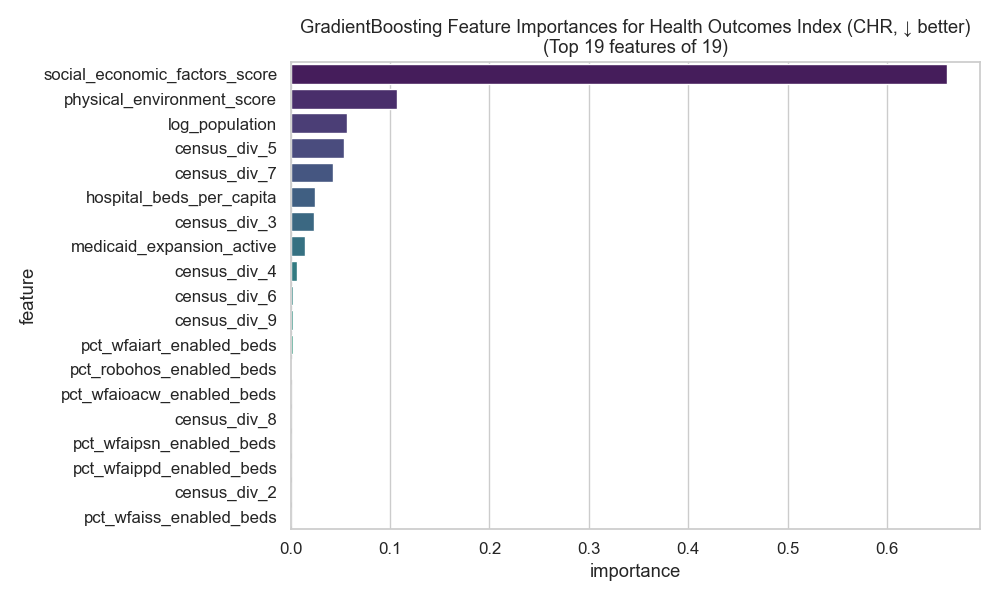 GradientBoosting Feature Importances for Health Outcomes Index (CHR, ↓ better)
(Top 19 features of 19)
feature
social_economic_factors_score
physical_environment_score
log_population
census_div_5
census_div_7
hospital_beds_per_capita
census_div_3
medicaid_expansion_active
census_div_4
census_div_6
census_div_9
pct_wfaiart_enabled_beds
pct_robohos_enabled_beds
pct_wfaioacw_enabled_beds
census_div_8
pct_wfaipsn_enabled_beds
pct_wfaippd_enabled_beds
census_div_2
pct_wfaiss_enabled_beds
0.0 0.1 0.2 0.3 0.4 0.5 0.6
importance